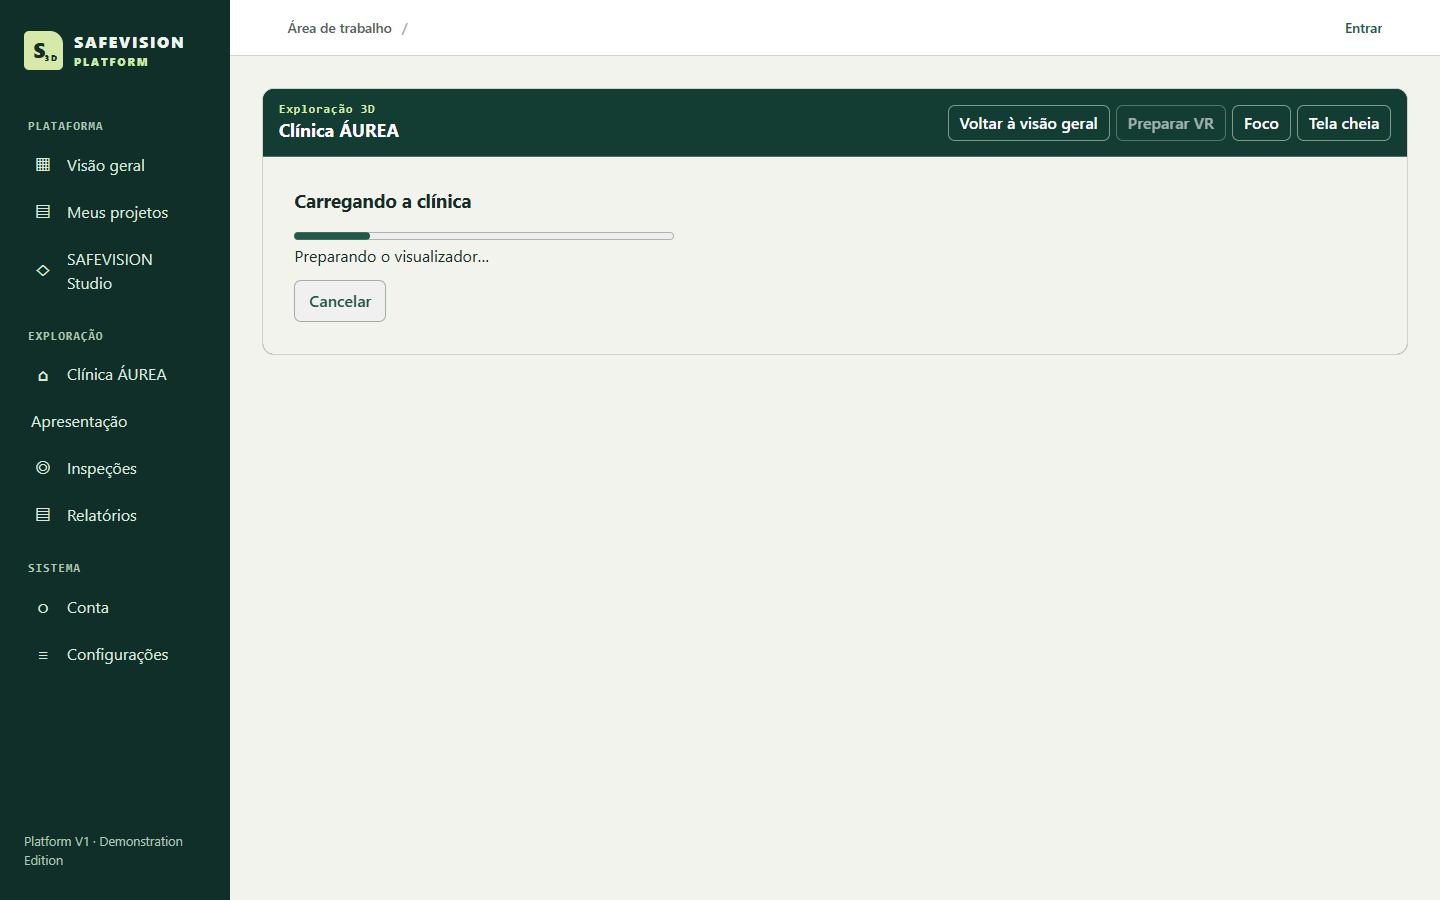 S3D
SAFEVISION
PLATFORM
PLATAFORMA
Visão geral
Meus projetos
SAFEVISION
Studio
EXPLORAÇÃO
Clínica ÁUREA
Apresentação
Inspeções
Relatórios
SISTEMA
Conta
Configurações
Platform V1 · Demonstration
Edition
Área de trabalho /
Entrar
Exploração 3D
Clínica ÁUREA
Voltar à visão geral
Preparar VR
Foco
Tela cheia
Carregando a clínica
Preparando o visualizador...
Cancelar